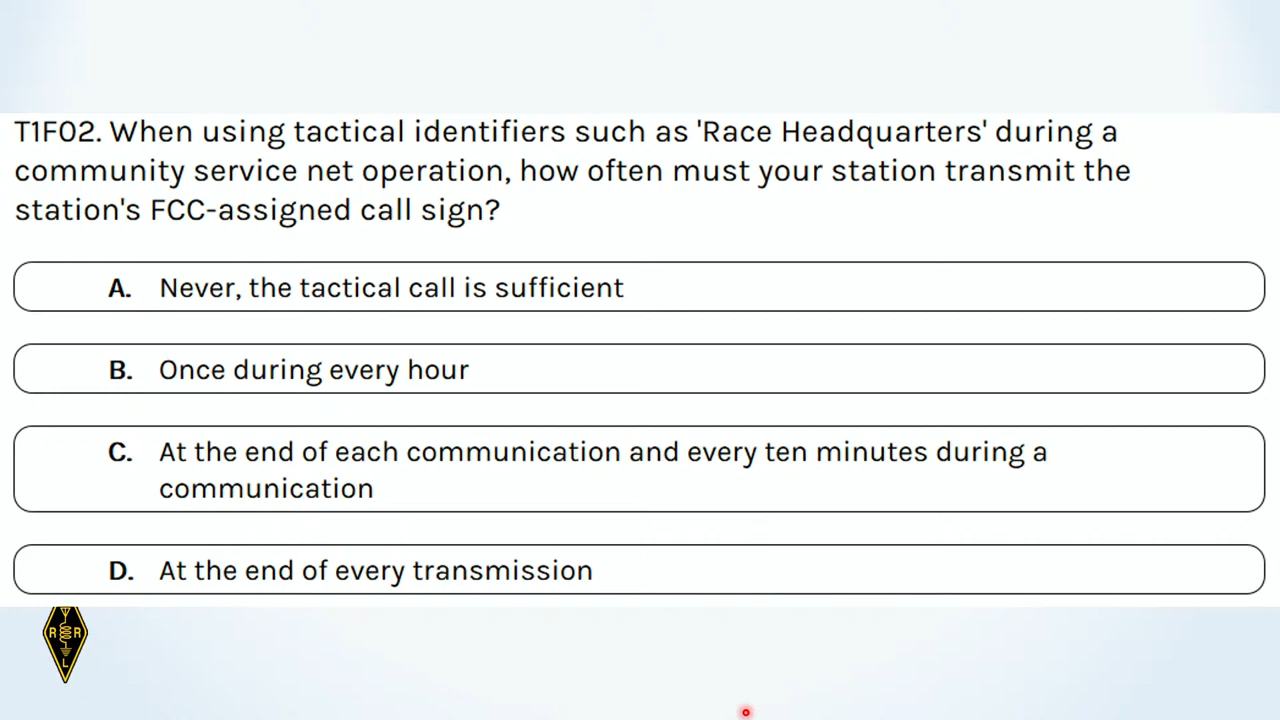 T1F02. When using tactical identifiers such as 'Race Headquarters' during a
community service net operation, how often must your station transmit the
station's FCC-assigned call sign?
A. Never, the tactical call is sufficient
B. Once during every hour
C. At the end of each communication and every ten minutes during a
communication
D. At the end of every transmission
R R
L